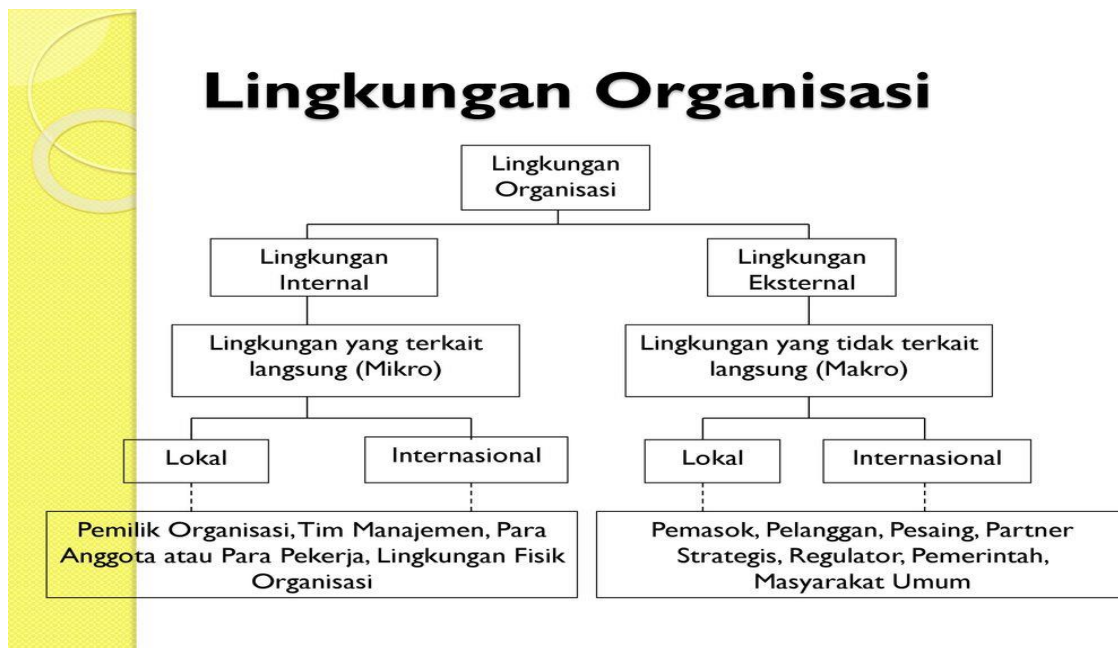 Lingkungan Organisasi
Lingkungan
Organisasi
Lingkungan
Internal
Lingkungan
Eksternal
Lingkungan yang terkait
langsung (Mikro)
Lingkungan yang tidak terkait
langsung (Makro)
Lokal
Internasional
Lokal
Internasional
Pemilik Organisasi, Tim Manajemen, Para
Anggota atau Para Pekerja, Lingkungan Fisik
Organisasi
Pemasok, Pelanggan, Pesaing, Partner
Strategis, Regulator, Pemerintah,
Masyarakat Umum